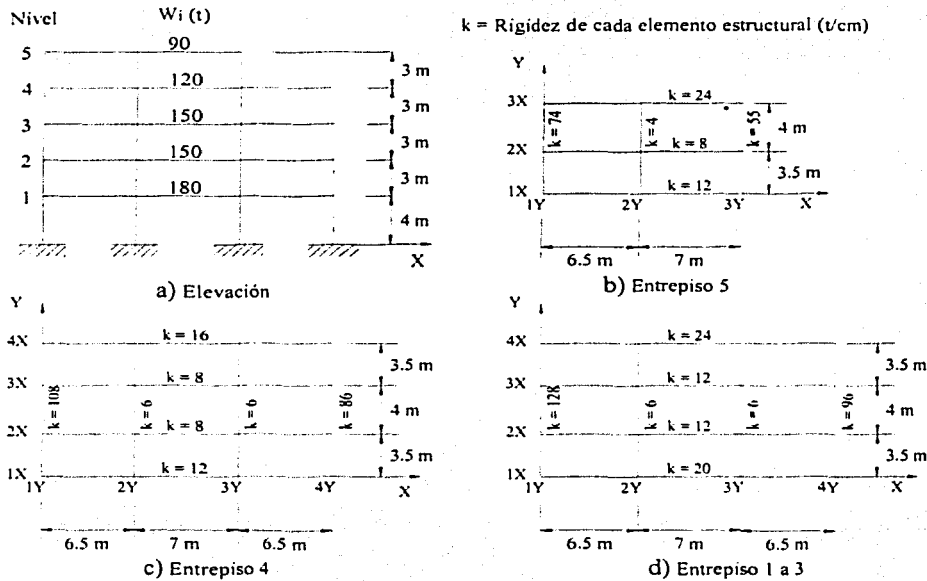 Nivel
Wi (t)
k = Rigidez de cada elemento estructural (t/cm)
5
90
3 m
4
120
3 m
3
150
3 m
2
150
3 m
1
180
4 m
X
a) Elevación
Y
3X
k = 24
k = 74
k = 4
k = 55
4 m
2X
k = 8
3.5 m
1X
k = 12
1Y
2Y
3Y
X
6.5 m
7 m
b) Entrepiso 5
Y
4X
k = 16
3.5 m
3X
k = 8
k = 108
k = 6
k = 6
k = 86
4 m
2X
k = 8
3.5 m
1X
k = 12
1Y
2Y
3Y
4Y
X
6.5 m
7 m
6.5 m
c) Entrepiso 4
Y
4X
k = 24
3.5 m
3X
k = 12
k = 128
k = 6
k = 6
k = 96
4 m
2X
k = 12
3.5 m
1X
k = 20
1Y
2Y
3Y
4Y
X
6.5 m
7 m
6.5 m
d) Entrepiso 1 a 3